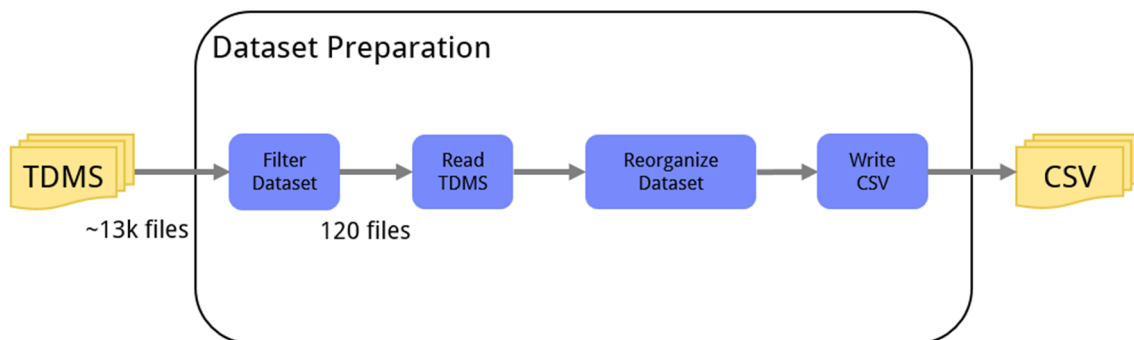 Dataset Preparation
TDMS
~13k files
Filter
Dataset
120 files
Read
TDMS
Reorganize
Dataset
Write
CSV
CSV